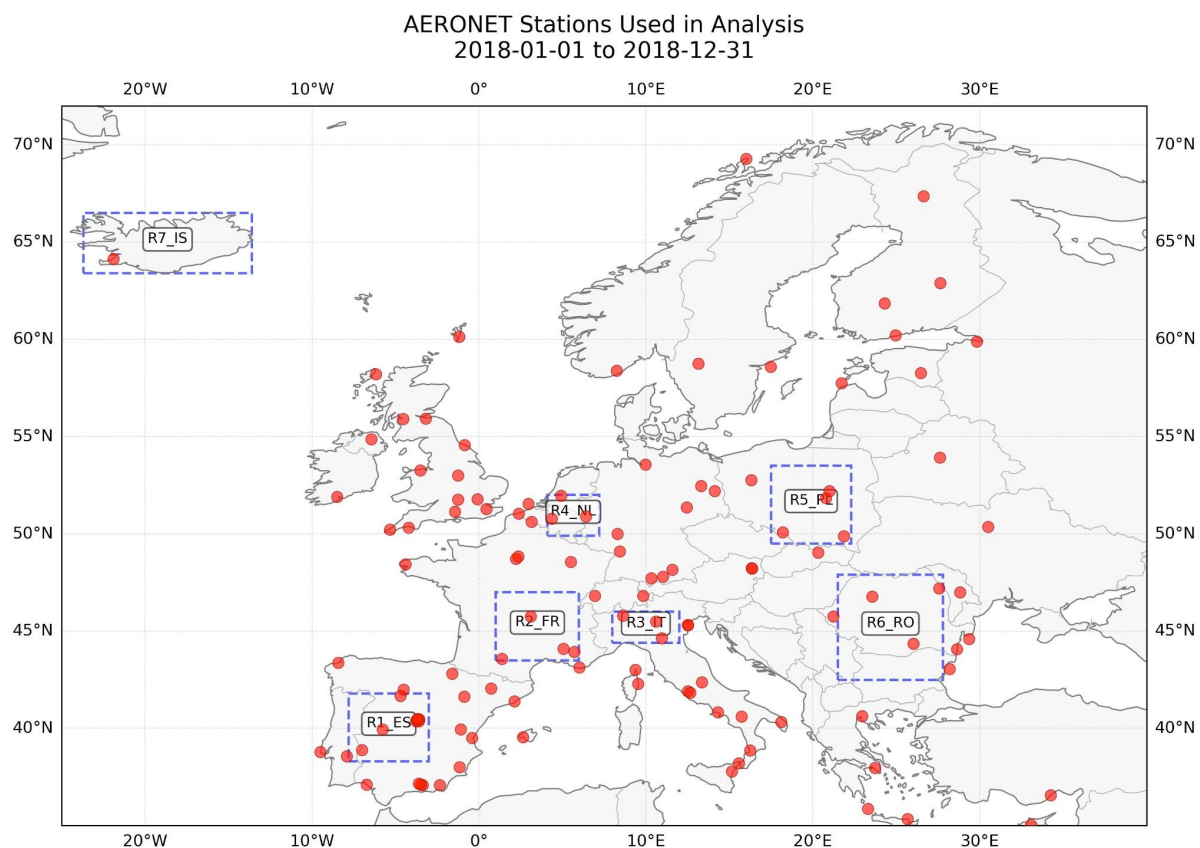 AERONET Stations Used in Analysis
2018-01-01 to 2018-12-31
20°W 10°W 0° 10°E 20°E 30°E
70°N 70°N
65°N R7_IS 65°N
60°N 60°N
55°N 55°N
R5_PL
R4_NL
50°N 50°N
45°N R2_FR R3_IT R6_RO 45°N
40°N R1_ES 40°N
20°W 10°W 0° 10°E 20°E 30°E